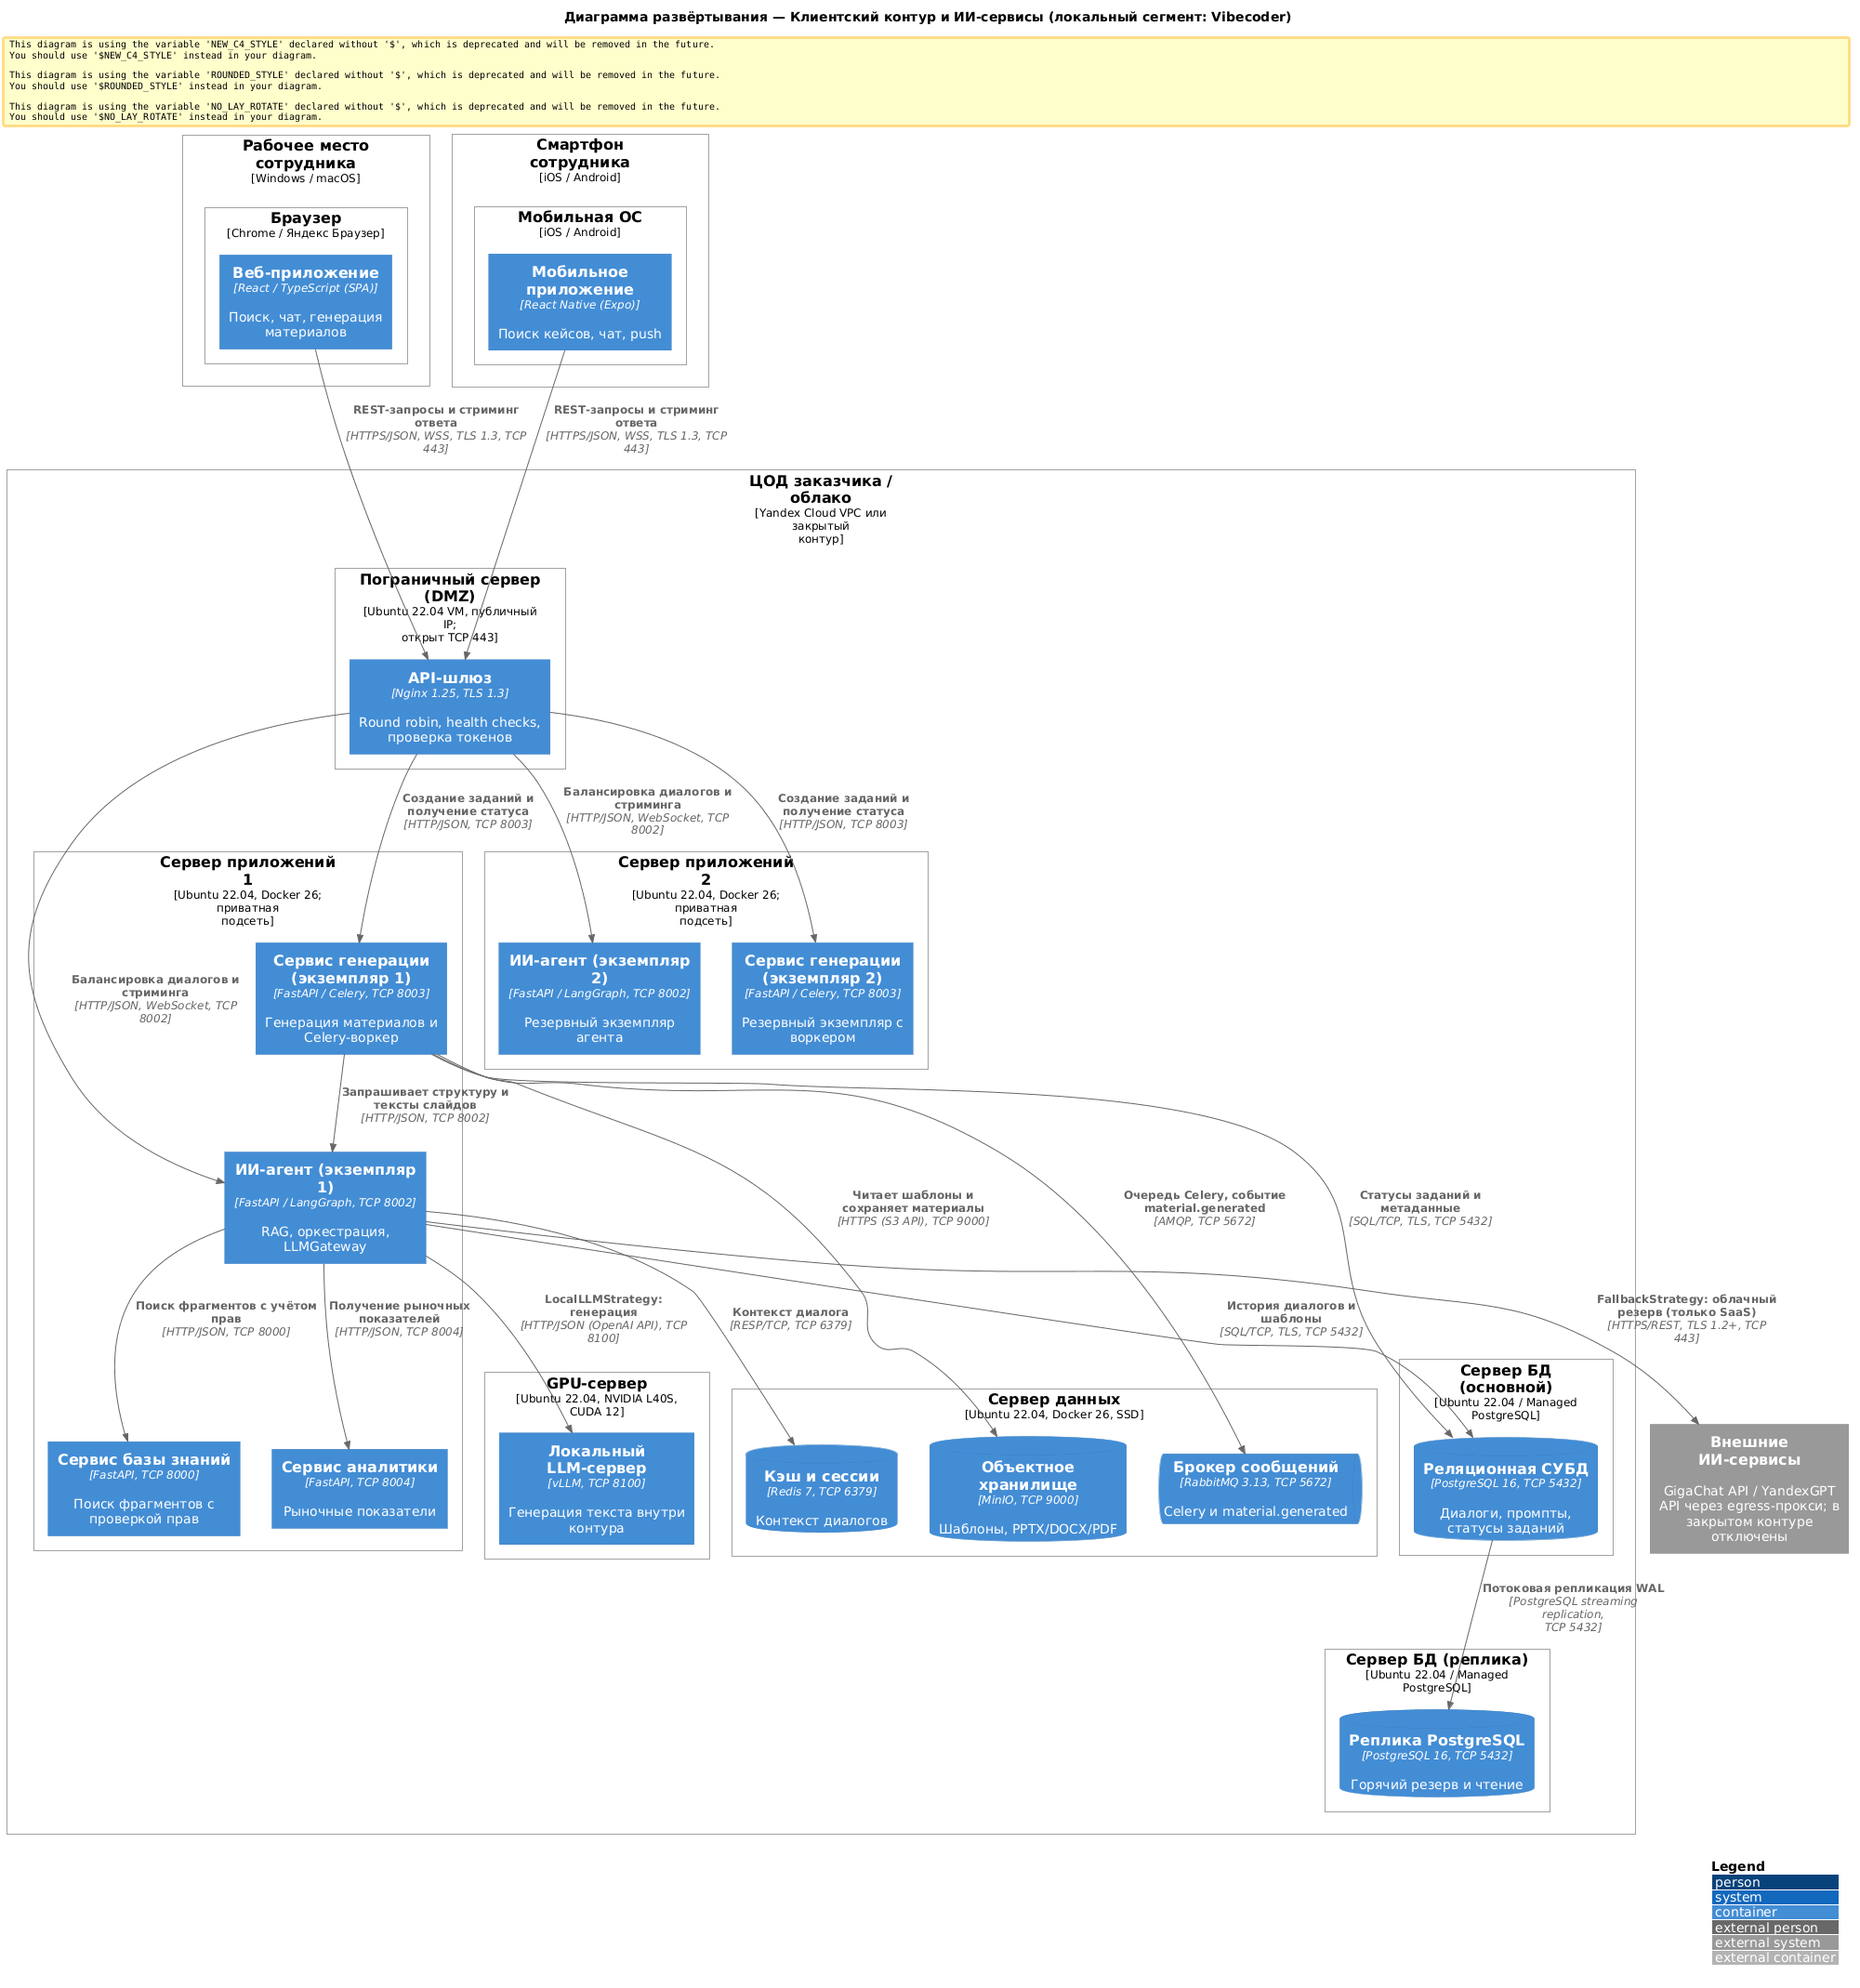 Диаграмма развёртывания — Клиентский контур и ИИ-сервисы (локальный сегмент: Vibecoder)
This diagram is using the variable 'NEW_C4_STYLE' declared without '$', which is deprecated and will be removed in the future.
You should use '$NEW_C4_STYLE' instead in your diagram.
This diagram is using the variable 'ROUNDED_STYLE' declared without '$', which is deprecated and will be removed in the future.
You should use '$ROUNDED_STYLE' instead in your diagram.
This diagram is using the variable 'NO_LAY_ROTATE' declared without '$', which is deprecated and will be removed in the future.
You should use '$NO_LAY_ROTATE' instead in your diagram.
Рабочее место
сотрудника
[Windows / macOS]
Браузер
[Chrome / Яндекс Браузер]
Веб-приложение
[React / TypeScript (SPA)]
Поиск, чат, генерация
материалов
Смартфон
сотрудника
[iOS / Android]
Мобильная ОС
[iOS / Android]
Мобильное
приложение
[React Native (Expo)]
Поиск кейсов, чат, push
REST-запросы и стриминг
ответа
[HTTPS/JSON, WSS, TLS 1.3, TCP
443]
REST-запросы и стриминг
ответа
[HTTPS/JSON, WSS, TLS 1.3, TCP
443]
ЦОД заказчика /
облако
[Yandex Cloud VPC или
закрытый
контур]
Пограничный сервер
(DMZ)
[Ubuntu 22.04 VM, публичный
IP;
открыт TCP 443]
API-шлюз
[Nginx 1.25, TLS 1.3]
Round robin, health checks,
проверка токенов
Создание заданий и
получение статуса
[HTTP/JSON, TCP 8003]
Балансировка диалогов и
стриминга
[HTTP/JSON, WebSocket, TCP
8002]
Создание заданий и
получение статуса
[HTTP/JSON, TCP 8003]
Сервер приложений
1
[Ubuntu 22.04, Docker 26;
приватная
подсеть]
Сервер приложений
2
[Ubuntu 22.04, Docker 26;
приватная
подсеть]
Балансировка диалогов и
стриминга
[HTTP/JSON, WebSocket, TCP
8002]
Сервис генерации
(экземпляр 1)
[FastAPI / Celery, TCP 8003]
Генерация материалов и
Celery-воркер
ИИ-агент (экземпляр
2)
[FastAPI / LangGraph, TCP 8002]
Резервный экземпляр
агента
Сервис генерации
(экземпляр 2)
[FastAPI / Celery, TCP 8003]
Резервный экземпляр с
воркером
Запрашивает структуру и
тексты слайдов
[HTTP/JSON, TCP 8002]
ИИ-агент (экземпляр
1)
[FastAPI / LangGraph, TCP 8002]
RAG, оркестрация,
LLMGateway
Читает шаблоны и
сохраняет материалы
[HTTPS (S3 API), TCP 9000]
Очередь Celery, событие
material.generated
[AMQP, TCP 5672]
Статусы заданий и
метаданные
[SQL/TCP, TLS, TCP 5432]
Поиск фрагментов с учётом
прав
[HTTP/JSON, TCP 8000]
Получение рыночных
показателей
[HTTP/JSON, TCP 8004]
LocalLLMStrategy:
генерация
[HTTP/JSON (OpenAI API), TCP
8100]
Контекст диалога
[RESP/TCP, TCP 6379]
История диалогов и
шаблоны
[SQL/TCP, TLS, TCP 5432]
FallbackStrategy: облачный
резерв (только SaaS)
[HTTPS/REST, TLS 1.2+, TCP
443]
Сервис базы знаний
[FastAPI, TCP 8000]
Поиск фрагментов с
проверкой прав
Сервис аналитики
[FastAPI, TCP 8004]
Рыночные показатели
GPU-сервер
[Ubuntu 22.04, NVIDIA L40S,
CUDA 12]
Локальный
LLM-сервер
[vLLM, TCP 8100]
Генерация текста внутри
контура
Сервер данных
[Ubuntu 22.04, Docker 26, SSD]
Кэш и сессии
[Redis 7, TCP 6379]
Контекст диалогов
Объектное
хранилище
[MinIO, TCP 9000]
Шаблоны, PPTX/DOCX/PDF
Брокер сообщений
[RabbitMQ 3.13, TCP 5672]
Celery и material.generated
Сервер БД
(основной)
[Ubuntu 22.04 / Managed
PostgreSQL]
Реляционная СУБД
[PostgreSQL 16, TCP 5432]
Диалоги, промпты,
статусы заданий
Внешние
ИИ-сервисы
GigaChat API / YandexGPT
API через egress-прокси; в
закрытом контуре
отключены
Потоковая репликация WAL
[PostgreSQL streaming
replication,
TCP 5432]
Сервер БД (реплика)
[Ubuntu 22.04 / Managed
PostgreSQL]
Реплика PostgreSQL
[PostgreSQL 16, TCP 5432]
Горячий резерв и чтение
Legend
person
system
container
external person
external system
external container